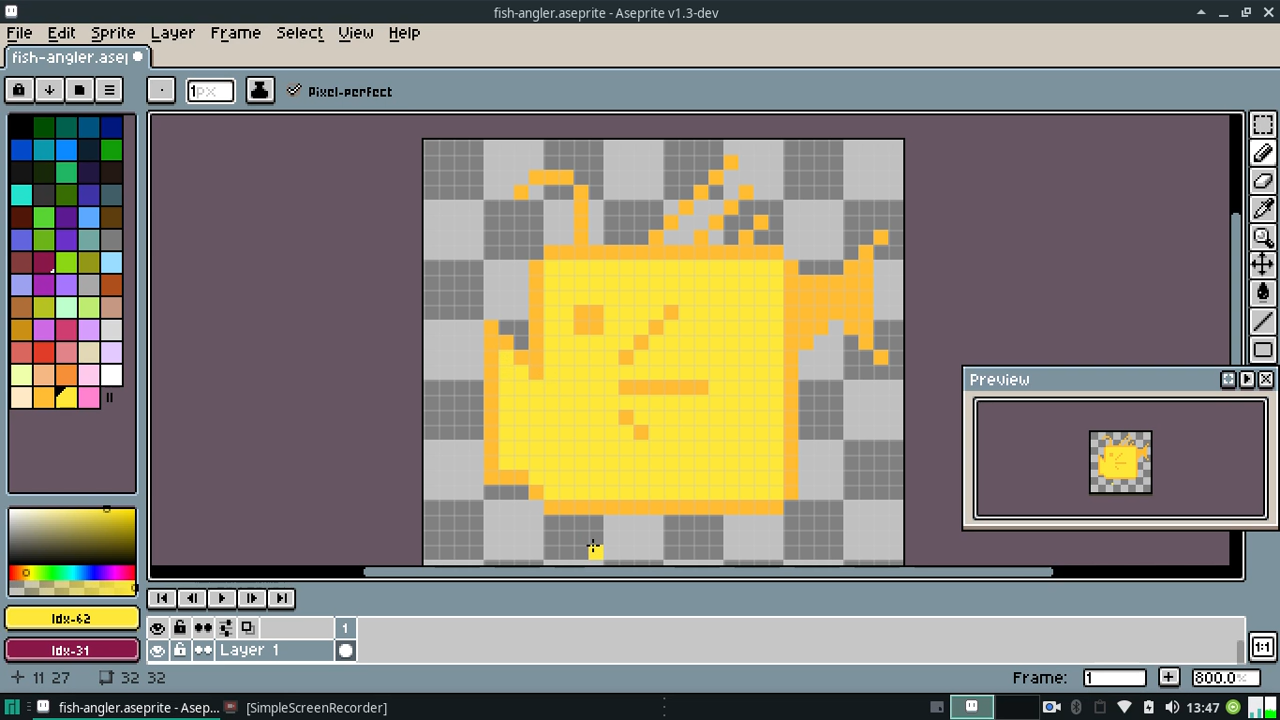 fish-angler.aseprite - Aseprite v1.3-dev
File Edit Sprite Layer Frame Select View Help
fish-angler.asep
1px Pixel-perfect
Preview
Idx-62
Idx-31
1
Layer 1
1:1
11 27 32 32 Frame: 1 800.0%
fish-angler.aseprite - Asep... [SimpleScreenRecorder] 13:47